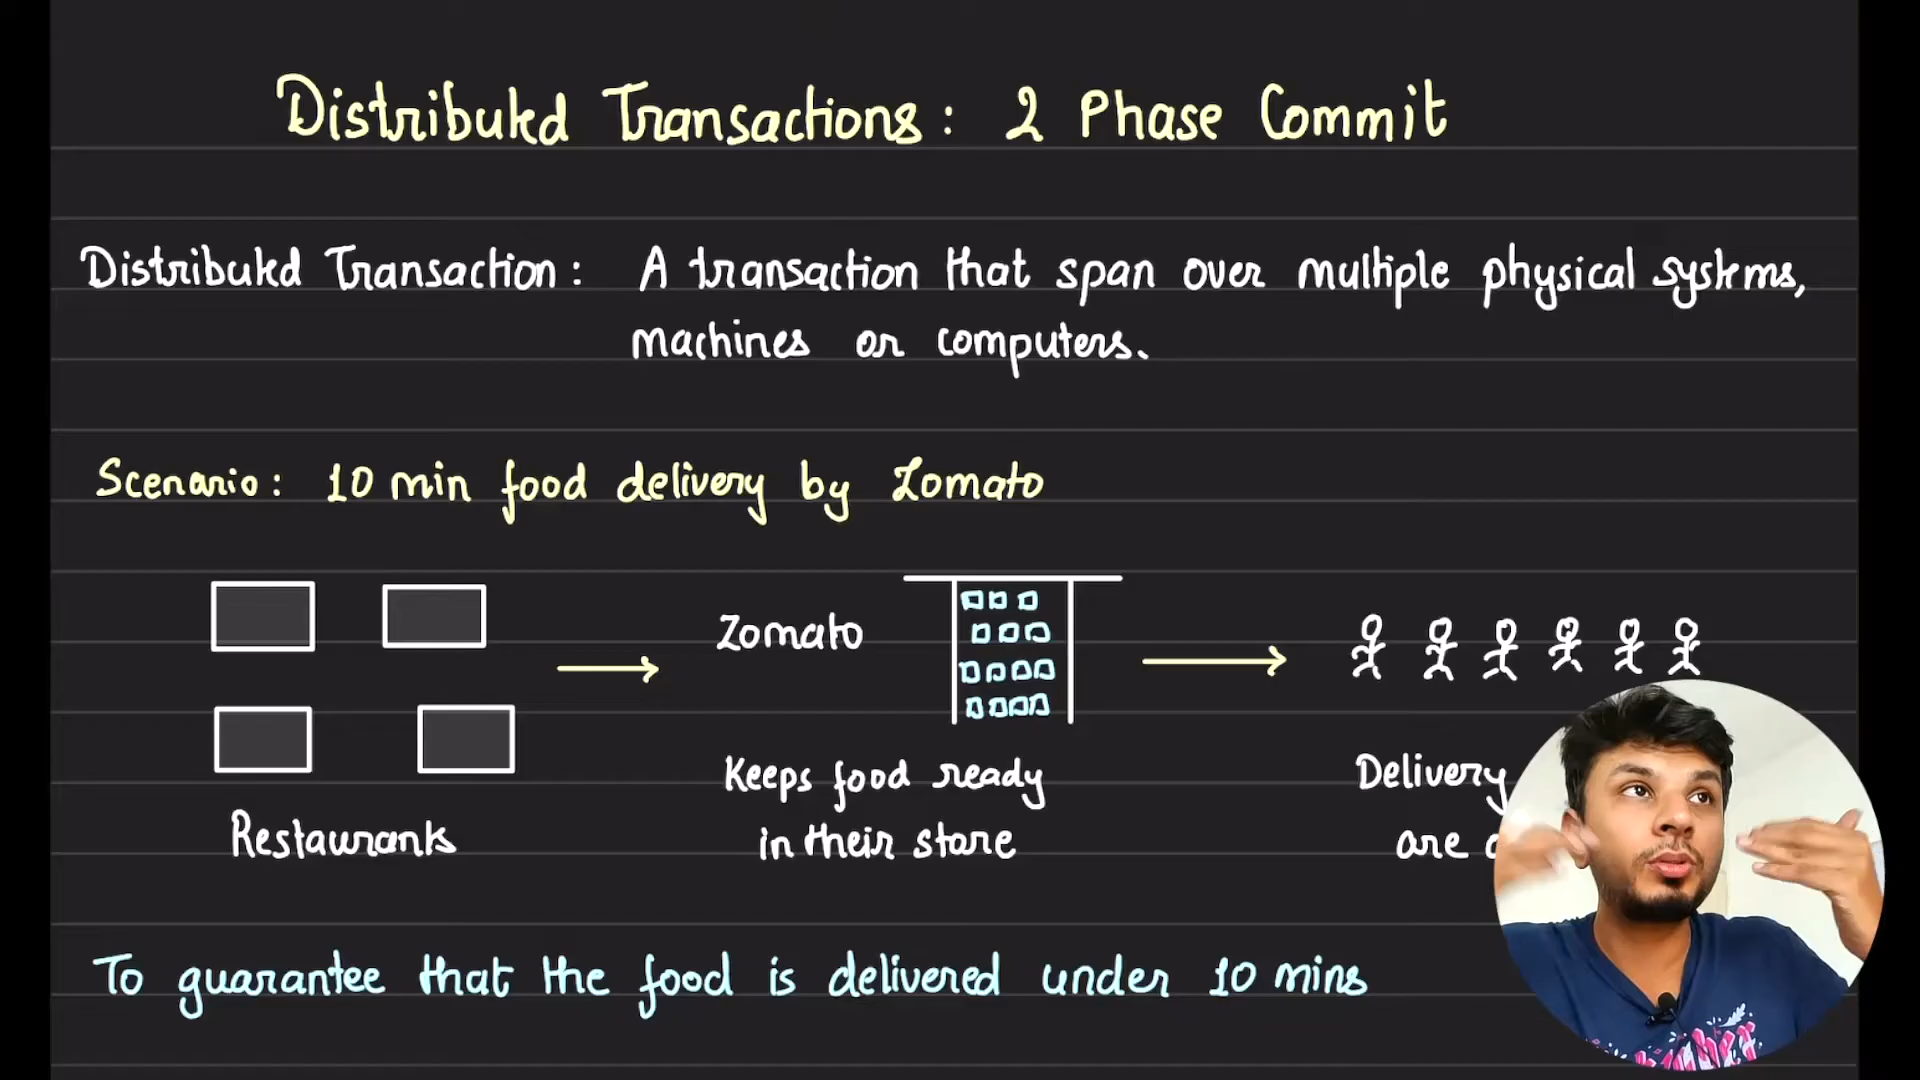 Distributed Transactions: 2 Phase Commit
Distributed Transaction: A transaction that span over multiple physical systems,
machines or computers.
Scenario: 10 min food delivery by Zomato
Zomato
Restaurants
Keeps food ready
in their store
Delivery
are
To guarantee that the food is delivered under 10 mins